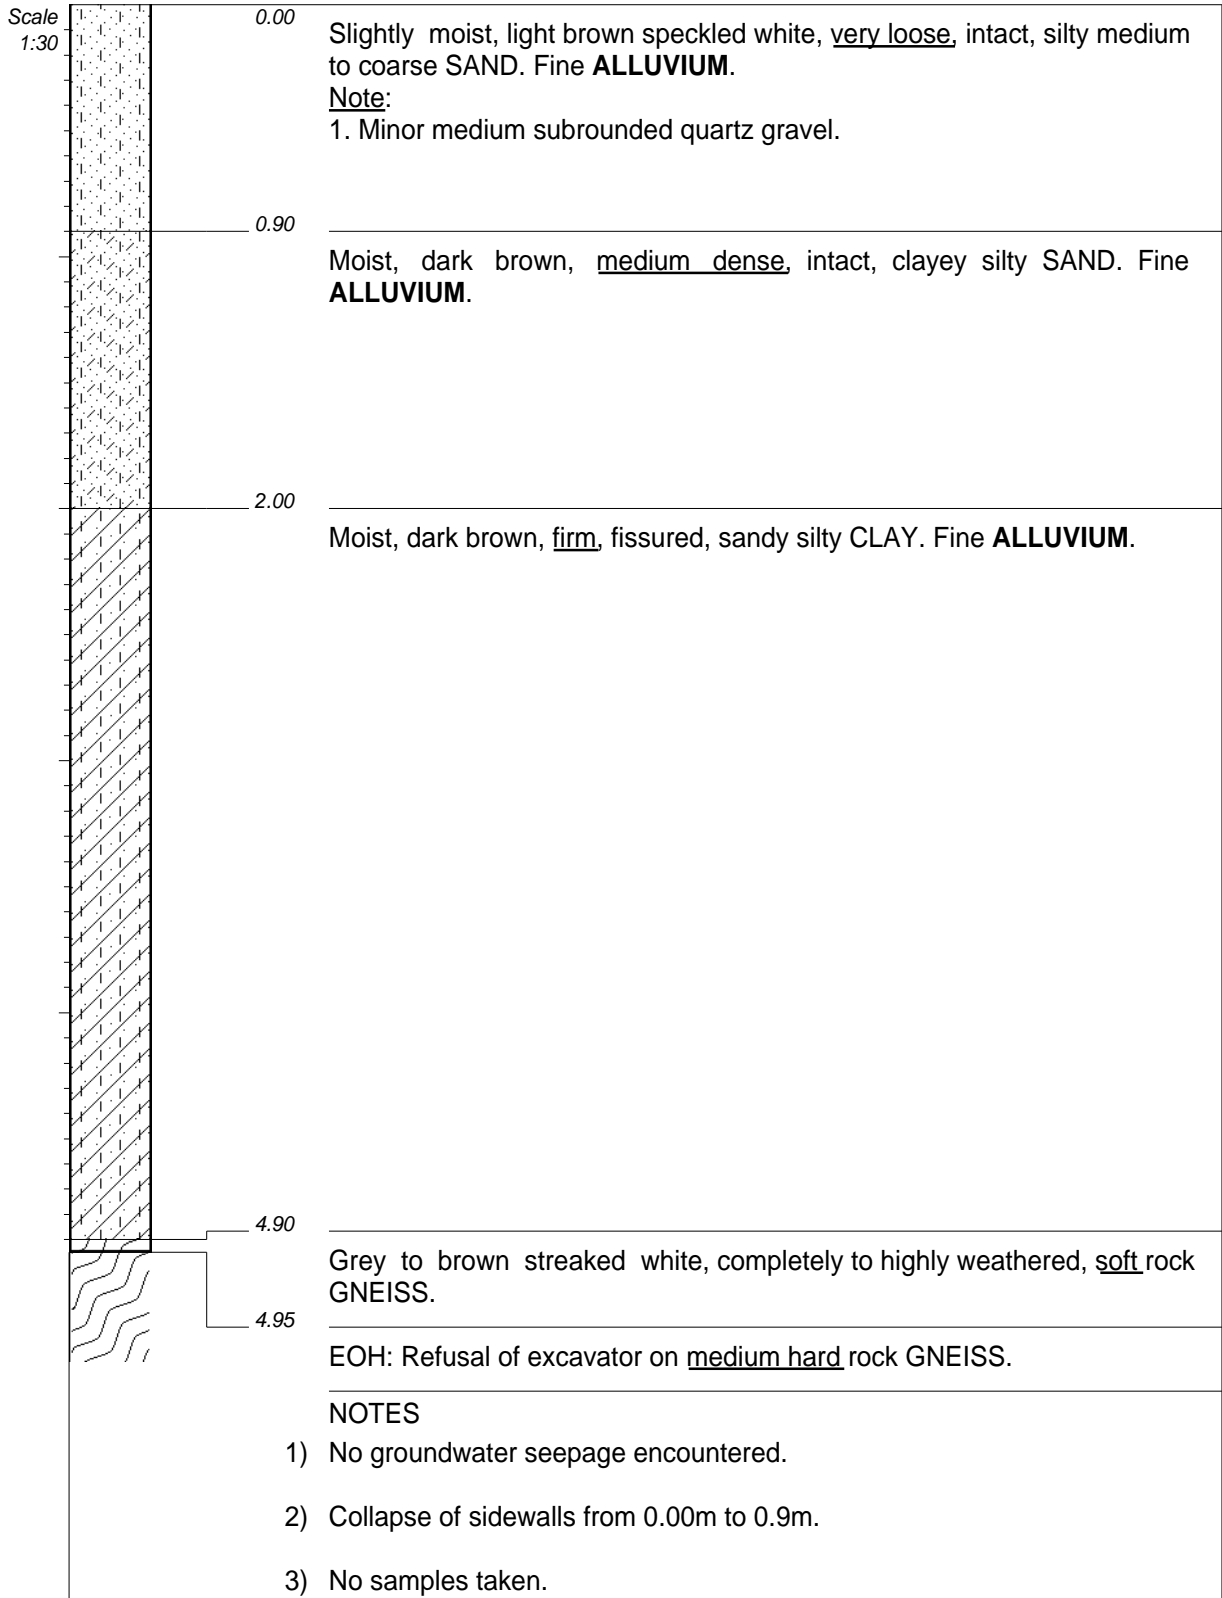 Scale
1:30
0.00
Slightly moist, light brown speckled white, very loose, intact, silty medium
to coarse SAND. Fine ALLUVIUM.
Note:
1. Minor medium subrounded quartz gravel.
0.90
Moist, dark brown, medium dense, intact, clayey silty SAND. Fine
ALLUVIUM.
2.00
Moist, dark brown, firm, fissured, sandy silty CLAY. Fine ALLUVIUM.
4.90
Grey to brown streaked white, completely to highly weathered, soft rock
GNEISS.
4.95
EOH: Refusal of excavator on medium hard rock GNEISS.
NOTES
1) No groundwater seepage encountered.
2) Collapse of sidewalls from 0.00m to 0.9m.
3) No samples taken.